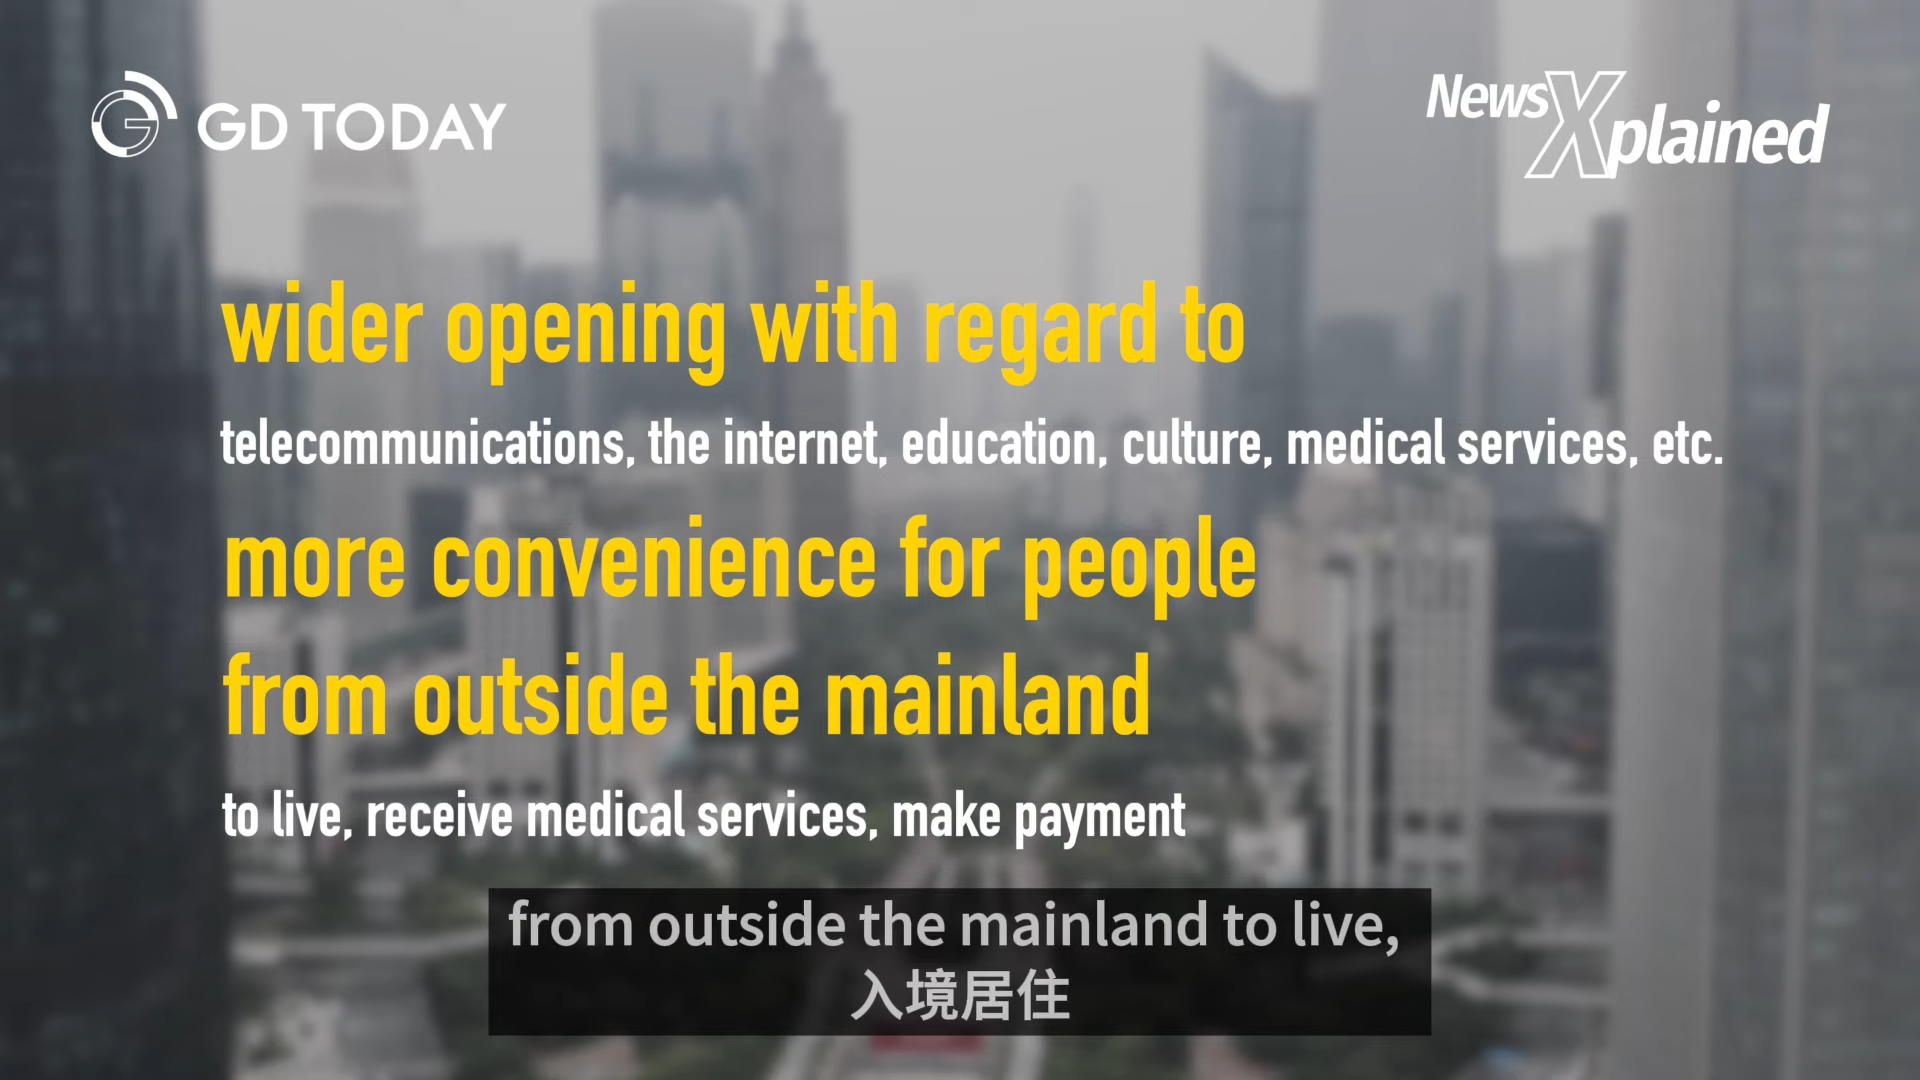 GD TODAY
News
Xplained
wider opening with regard to
telecommunications, the internet, education, culture, medical services, etc.
more convenience for people
from outside the mainland
to live, receive medical services, make payment
from outside the mainland to live,
入境居住